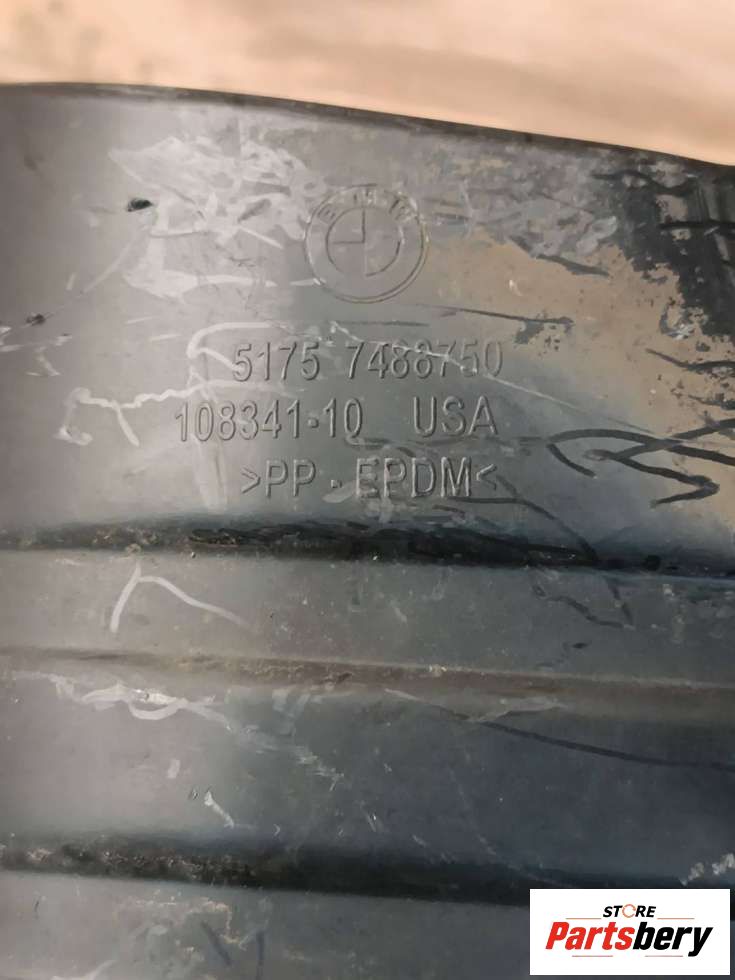 BMW
5175 7488750
108341-10 USA
>PP-EPDM<
STORE
Partsbery